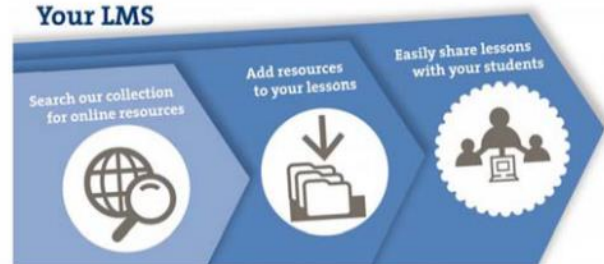 Your LMS
Search our collection
for online resources
Add resources
to your lessons
Easily share lessons
with your students